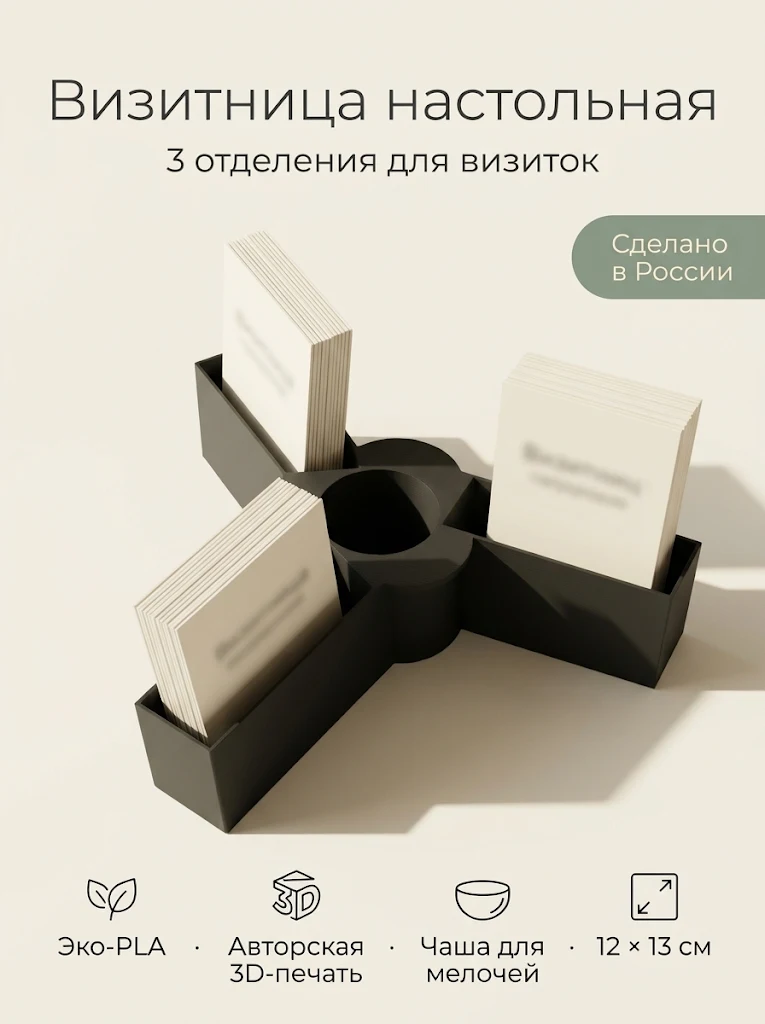 Визитница настольная
3 отделения для визиток
Сделано
в России
3D
Эко-PLA · Авторская 3D-печать · Чаша для мелочей · 12 × 13 см